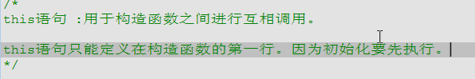 /*
this语句 :用于构造函数之间进行互相调用。
this语句只能定义在构造函数的第一行。因为初始化要先执行。
*/